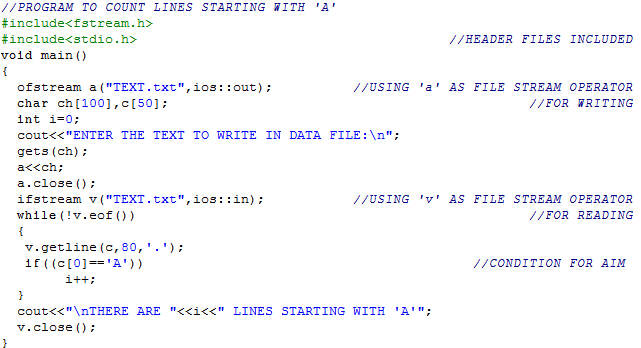 //PROGRAM TO COUNT LINES STARTING WITH 'A'
#include<fstream.h>
#include<stdio.h> //HEADER FILES INCLUDED
void main()
{
ofstream a("TEXT.txt",ios::out); //USING 'a' AS FILE STREAM OPERATOR
char ch[100],c[50]; //FOR WRITING
int i=0;
cout<<"ENTER THE TEXT TO WRITE IN DATA FILE:\n";
gets(ch);
a<<ch;
a.close();
ifstream v("TEXT.txt",ios::in); //USING 'v' AS FILE STREAM OPERATOR
while(!v.eof()) //FOR READING
{
v.getline(c,80,'.');
if((c[0]=='A')) //CONDITION FOR AIM
i++;
}
cout<<"\nTHERE ARE "<<i<<" LINES STARTING WITH 'A'";
v.close();
}